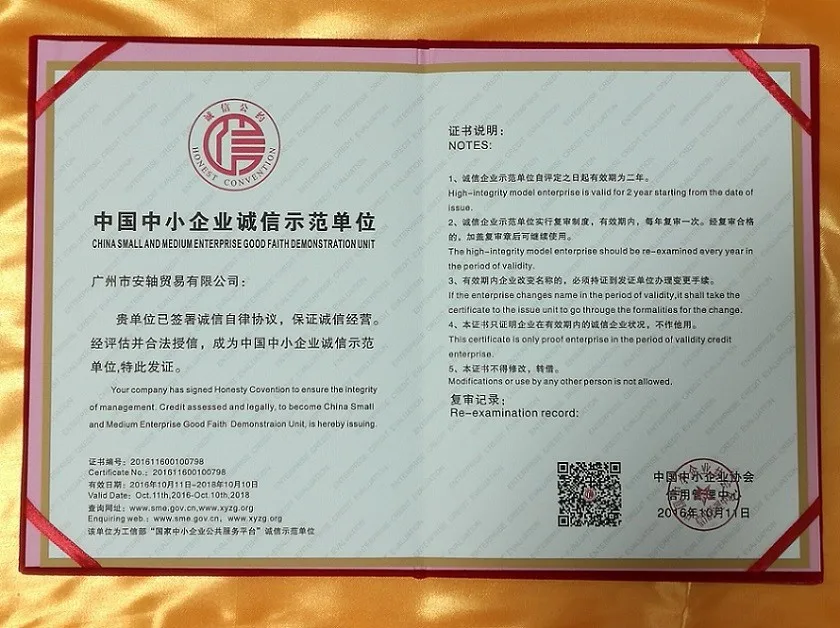 诚信公约
信
HONEST CONVENTION
中国中小企业诚信示范单位
CHINA SMALL AND MEDIUM ENTERPRISE GOOD FAITH DEMONSTRATION UNIT
广州市安轴贸易有限公司：
贵单位已签署诚信自律协议，保证诚信经营。
经评估并合法授信，成为中国中小企业诚信示范
单位,特此发证。
Your company has signed Honesty Covention to ensure the integrity
of management. Credit assessed and legally, to become China Small
and Medium Enterprise Good Faith Demonstraion Unit, is hereby issuing.
证书编号：201611600100798
Certificate No.：201611600100798
有效日期：2016年10月11日-2018年10月10日
Valid Date：Oct.11th,2016-Oct.10th,2018
查询网址：www.sme.gov.cn,www.xyzg.org
Enquiring web.：www.sme.gov.cn，www.xyzg.org
该单位为工信部“国家中小企业公共服务平台”诚信示范单位
证书说明：
NOTES:
1、诚信企业示范单位自评定之日起有效期为二年。
High-integrity model enterprise is valid for 2 year starting from the date of
issue.
2、诚信企业示范单位实行复审制度，有效期内，每年复审一次。经复审合格
的，加盖复审章后可继续使用。
The high-integrity model enterprise should be re-examined every year in
the period of validity.
3、有效期内企业改变名称的，必须持证到发证单位办理变更手续。
If the enterprise changes name in the period of validity,it shall take the
certificate to the issue unit to go througe the formalities for the change.
4、本证书只证明企业在有效期内的诚信企业状况，不作他用。
This certificate is only proof enterprise in the period of validity credit
enterprise.
5、本证书不得修改，转借。
Modifications or use by any other person is not allowed.
复审记录：
Re-examination record:
中国中小企业协会
信用管理中心
2016年10月11日